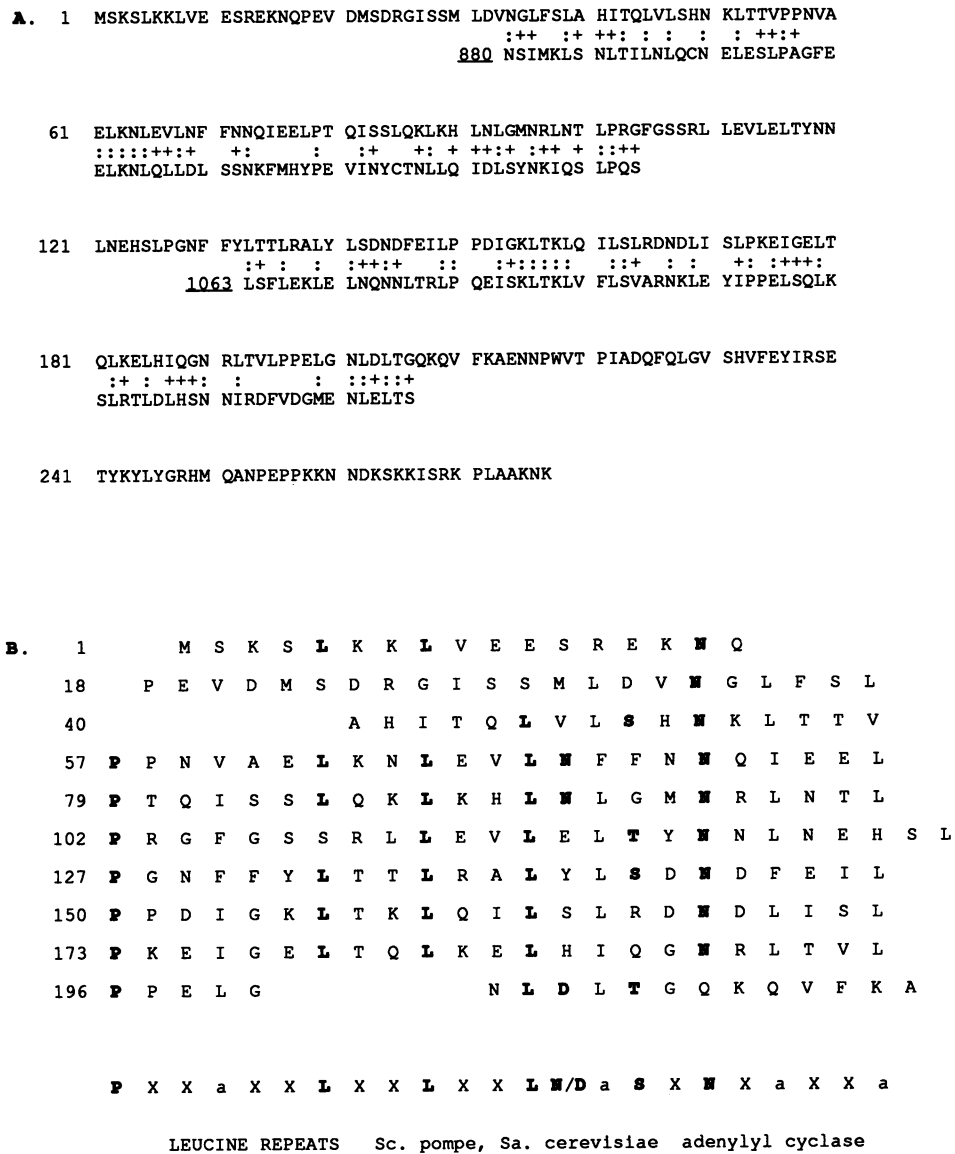 A. 1 MSKSLKKLVE ESREKNQPEV DMSDRGISSM LDVNGLFSLA HITQLVLSHN KLTTVPPNVA
:++ :+ ++: : : : : ++:+
880 NSIMKLS NLTILNLQCN ELESLPAGFE
61 ELKNLEVLNF FNNQIEELPT QISSLQKLKH LNLGMNRLNT LPRGFGSSRL LEVLELTYNN
:::::++:+ +: : :+ +: + ++:+ :++ + ::++
ELKNLQLLDL SSNKFMHYPE VINYCTNLLQ IDLSYNKIQS LPQS
121 LNEHSLPGNF FYLTTLRALY LSDNDFEILP PDIGKLTKLQ ILSLRDNDLI SLPKEIGELT
:+ : : :++:+ :: :+::::: ::+ : : +: :+++:
1063 LSFLEKLE LNQNNLTRLP QEISKLTKLV FLSVARNKLE YIPPELSQLK
181 QLKELHIQGN RLTVLPPELG NLDLTGQKQV FKAENNPWVT PIADQFQLGV SHVFEYIRSE
:+ : +++: : : ::+::+
SLRTLDLHSN NIRDFVDGME NLELTS
241 TYKYLYGRHM QANPEPPKKN NDKSKKISRK PLAAKNK
B. 1 M S K S L K K L V E E S R E K N Q
18 P E V D M S D R G I S S M L D V N G L F S L
40 A H I T Q L V L S H N K L T T V
57 P P N V A E L K N L E V L N F F N N Q I E E L
79 P T Q I S S L Q K L K H L N L G M N R L N T L
102 P R G F G S S R L L E V L E L T Y N N L N E H S L
127 P G N F F Y L T T L R A L Y L S D N D F E I L
150 P P D I G K L T K L Q I L S L R D N D L I S L
173 P K E I G E L T Q L K E L H I Q G N R L T V L
196 P P E L G N L D L T G Q K Q V F K A
P X X a X X L X X L X X L N/D a S X N X a X X a
LEUCINE REPEATS Sc. pompe, Sa. cerevisiae adenylyl cyclase